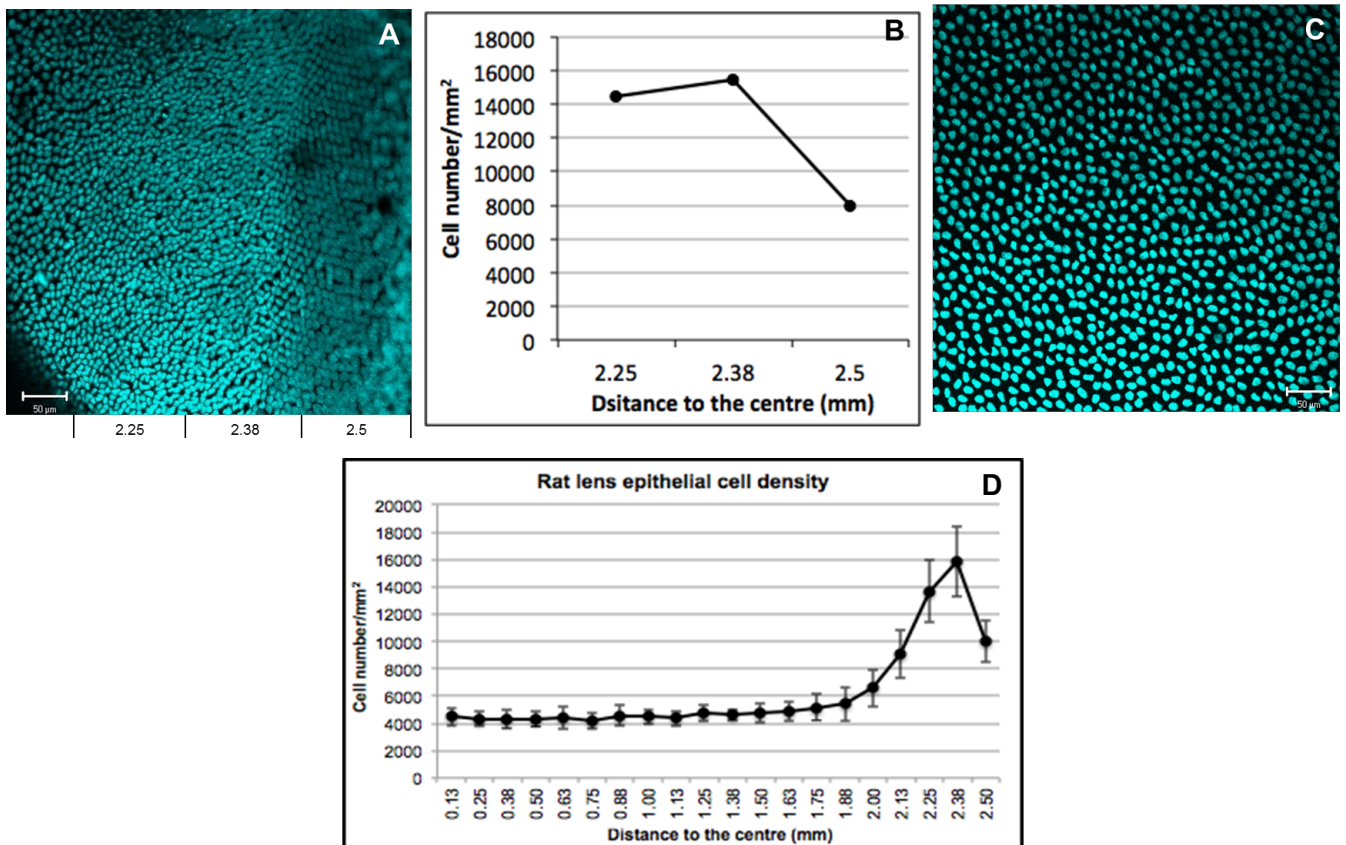 A
50 µm
2.25 2.38 2.5
B
18000
16000
14000
12000
10000
8000
6000
4000
2000
0
Cell number/mm²
2.25 2.38 2.5
Dsitance to the centre (mm)
C
50 µm
Rat lens epithelial cell density
D
20000
18000
16000
14000
12000
10000
8000
6000
4000
2000
0
Cell number/mm²
0.13 0.25 0.38 0.50 0.63 0.75 0.88 1.00 1.13 1.25 1.38 1.50 1.63 1.75 1.88 2.00 2.13 2.25 2.38 2.50
Distance to the centre (mm)